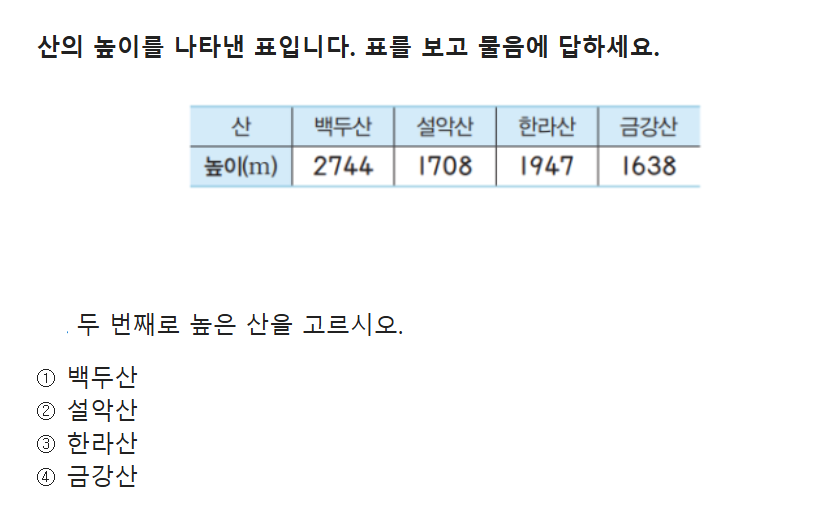 산의 높이를 나타낸 표입니다. 표를 보고 물음에 답하세요.
산 백두산 설악산 한라산 금강산
높이(m) 2744 1708 1947 1638
. 두 번째로 높은 산을 고르시오.
① 백두산
② 설악산
③ 한라산
④ 금강산